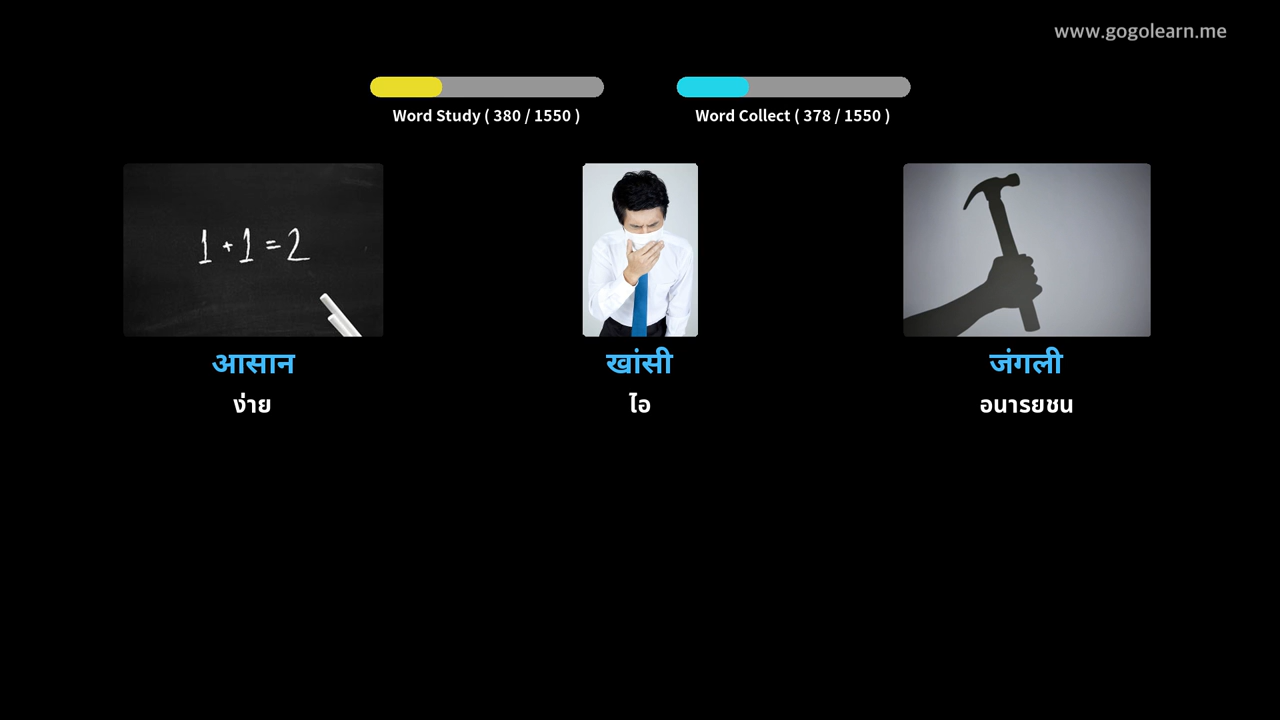 www.gogolearn.me
Word Study ( 380 / 1550 )
Word Collect ( 378 / 1550 )
1 + 1 = 2
आसान
खांसी
जंगली
ง่าย
ไอ
อนารยชน